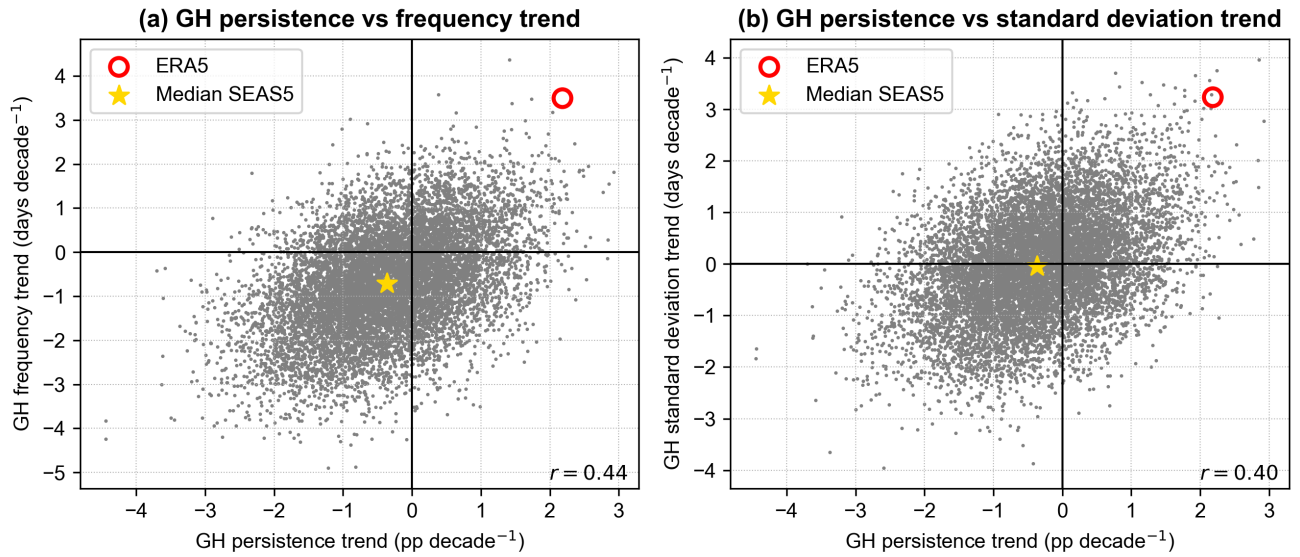 (a) GH persistence vs frequency trend
ERA5
Median SEAS5
GH frequency trend (days decade⁻¹)
4
3
2
1
0
−1
−2
−3
−4
−5
r = 0.44
−4 −3 −2 −1 0 1 2 3
GH persistence trend (pp decade⁻¹)
(b) GH persistence vs standard deviation trend
ERA5
Median SEAS5
GH standard deviation trend (days decade⁻¹)
4
3
2
1
0
−1
−2
−3
−4
r = 0.40
−4 −3 −2 −1 0 1 2 3
GH persistence trend (pp decade⁻¹)